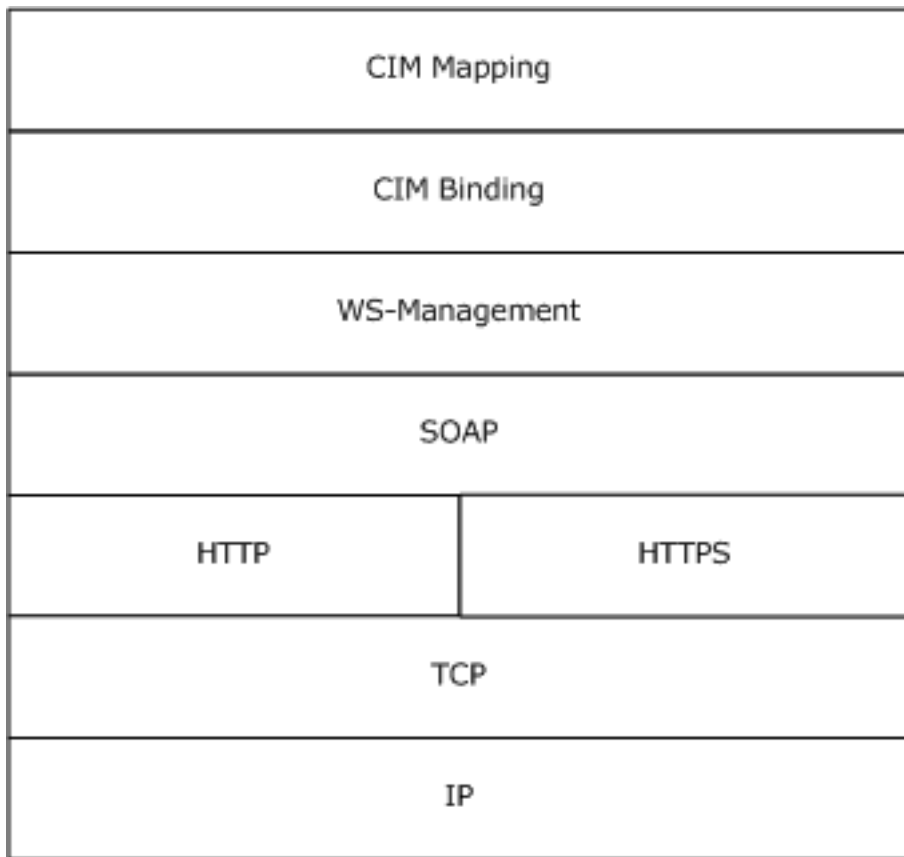 CIM Mapping
CIM Binding
WS-Management
SOAP
HTTP
HTTPS
TCP
IP